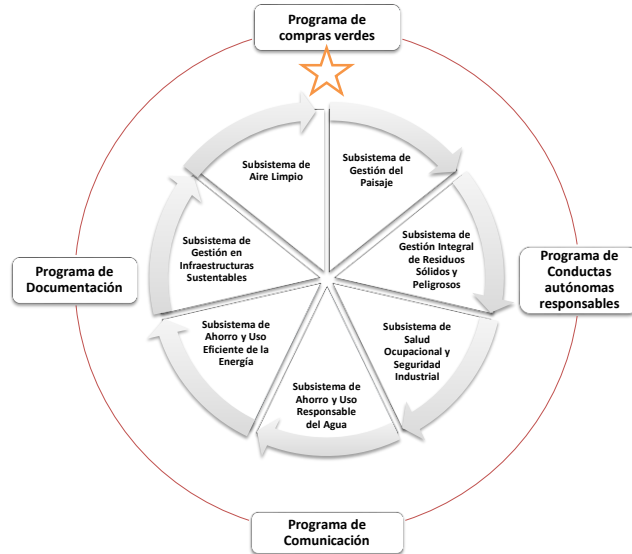 Programa de
compras verdes
Subsistema de
Aire Limpio
Subsistema de
Gestión del
Paisaje
Subsistema de
Gestión en
Infraestructuras
Sustentables
Subsistema de
Gestión Integral
de Residuos
Sólidos y
Peligrosos
Programa de
Documentación
Programa de
Conductas
autónomas
responsables
Subsistema de
Ahorro y Uso
Eficiente de la
Energía
Subsistema de
Salud
Ocupacional y
Seguridad
Industrial
Subsistema de
Ahorro y Uso
Responsable
del Agua
Programa de
Comunicación